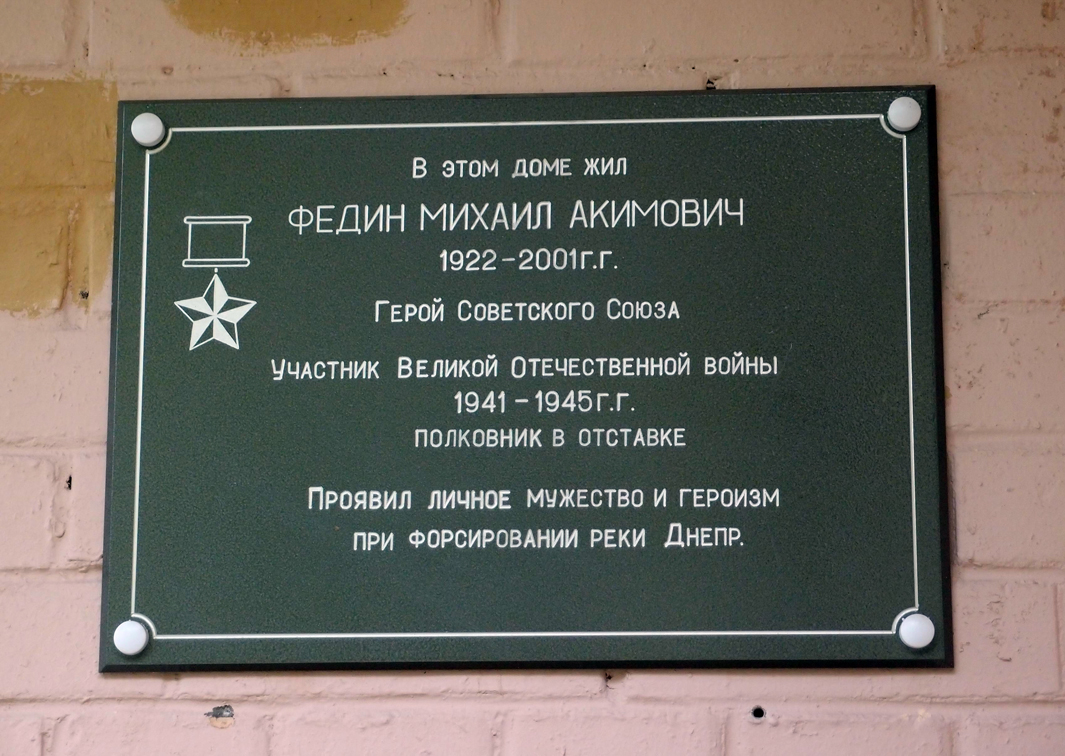 В этом доме жил
ФЕДИН МИХАИЛ АКИМОВИЧ
1922-2001г.г.
Герой Советского Союза
Участник Великой Отечественной войны
1941-1945г.г.
полковник в отставке
Проявил личное мужество и героизм
при форсировании реки Днепр.